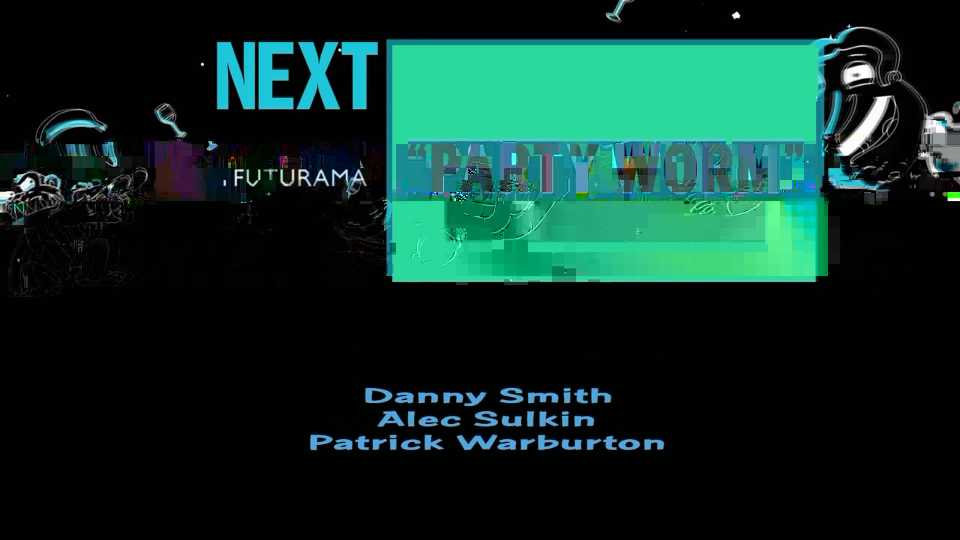 NEXT
"PARTY WORM"
FUTURAMA
Danny Smith
Alec Sulkin
Patrick Warburton